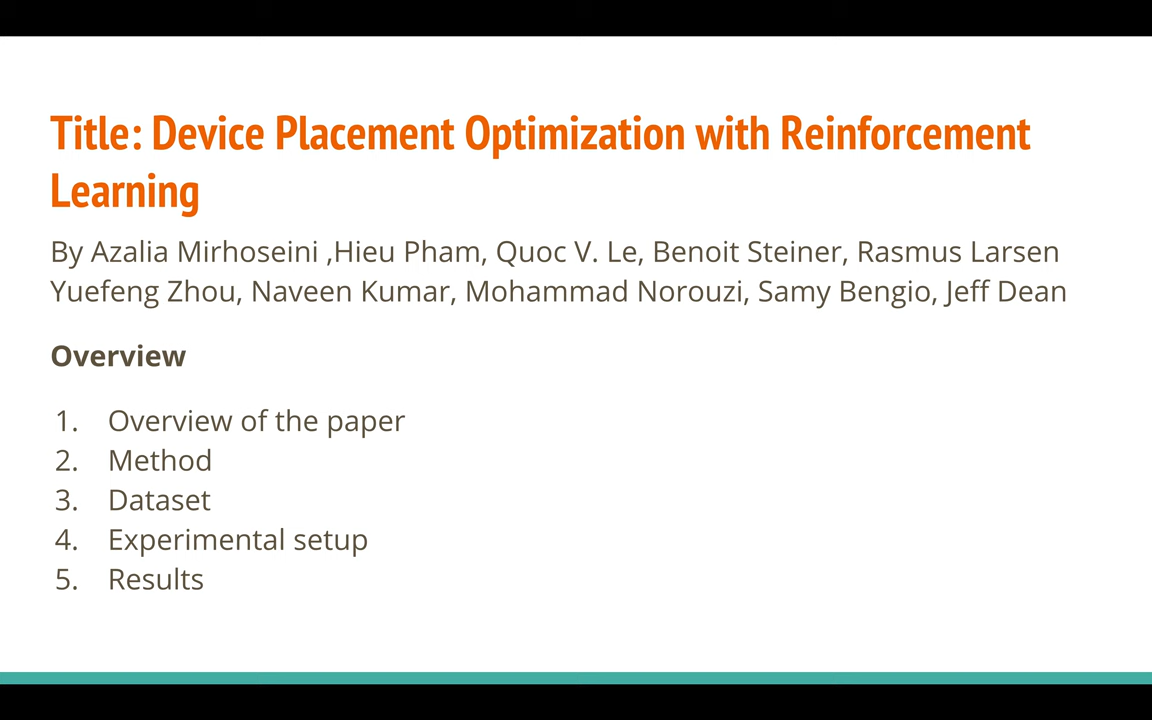 Title: Device Placement Optimization with Reinforcement
Learning
By Azalia Mirhoseini ,Hieu Pham, Quoc V. Le, Benoit Steiner, Rasmus Larsen
Yuefeng Zhou, Naveen Kumar, Mohammad Norouzi, Samy Bengio, Jeff Dean
Overview
1. Overview of the paper
2. Method
3. Dataset
4. Experimental setup
5. Results